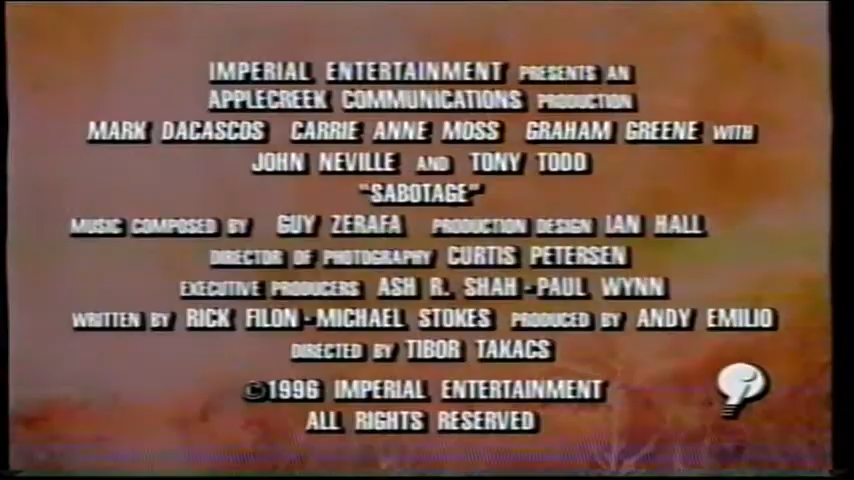 IMPERIAL ENTERTAINMENT PRESENTS AN
APPLECREEK COMMUNICATIONS PRODUCTION
MARK DACASCOS CARRIE ANNE MOSS GRAHAM GREENE WITH
JOHN NEVILLE AND TONY TODD
"SABOTAGE"
MUSIC COMPOSED BY GUY ZERAFA PRODUCTION DESIGN IAN HALL
DIRECTOR OF PHOTOGRAPHY CURTIS PETERSEN
EXECUTIVE PRODUCERS ASH R. SHAH - PAUL WYNN
WRITTEN BY RICK FILON - MICHAEL STOKES PRODUCED BY ANDY EMILIO
DIRECTED BY TIBOR TAKACS
©1996 IMPERIAL ENTERTAINMENT
ALL RIGHTS RESERVED